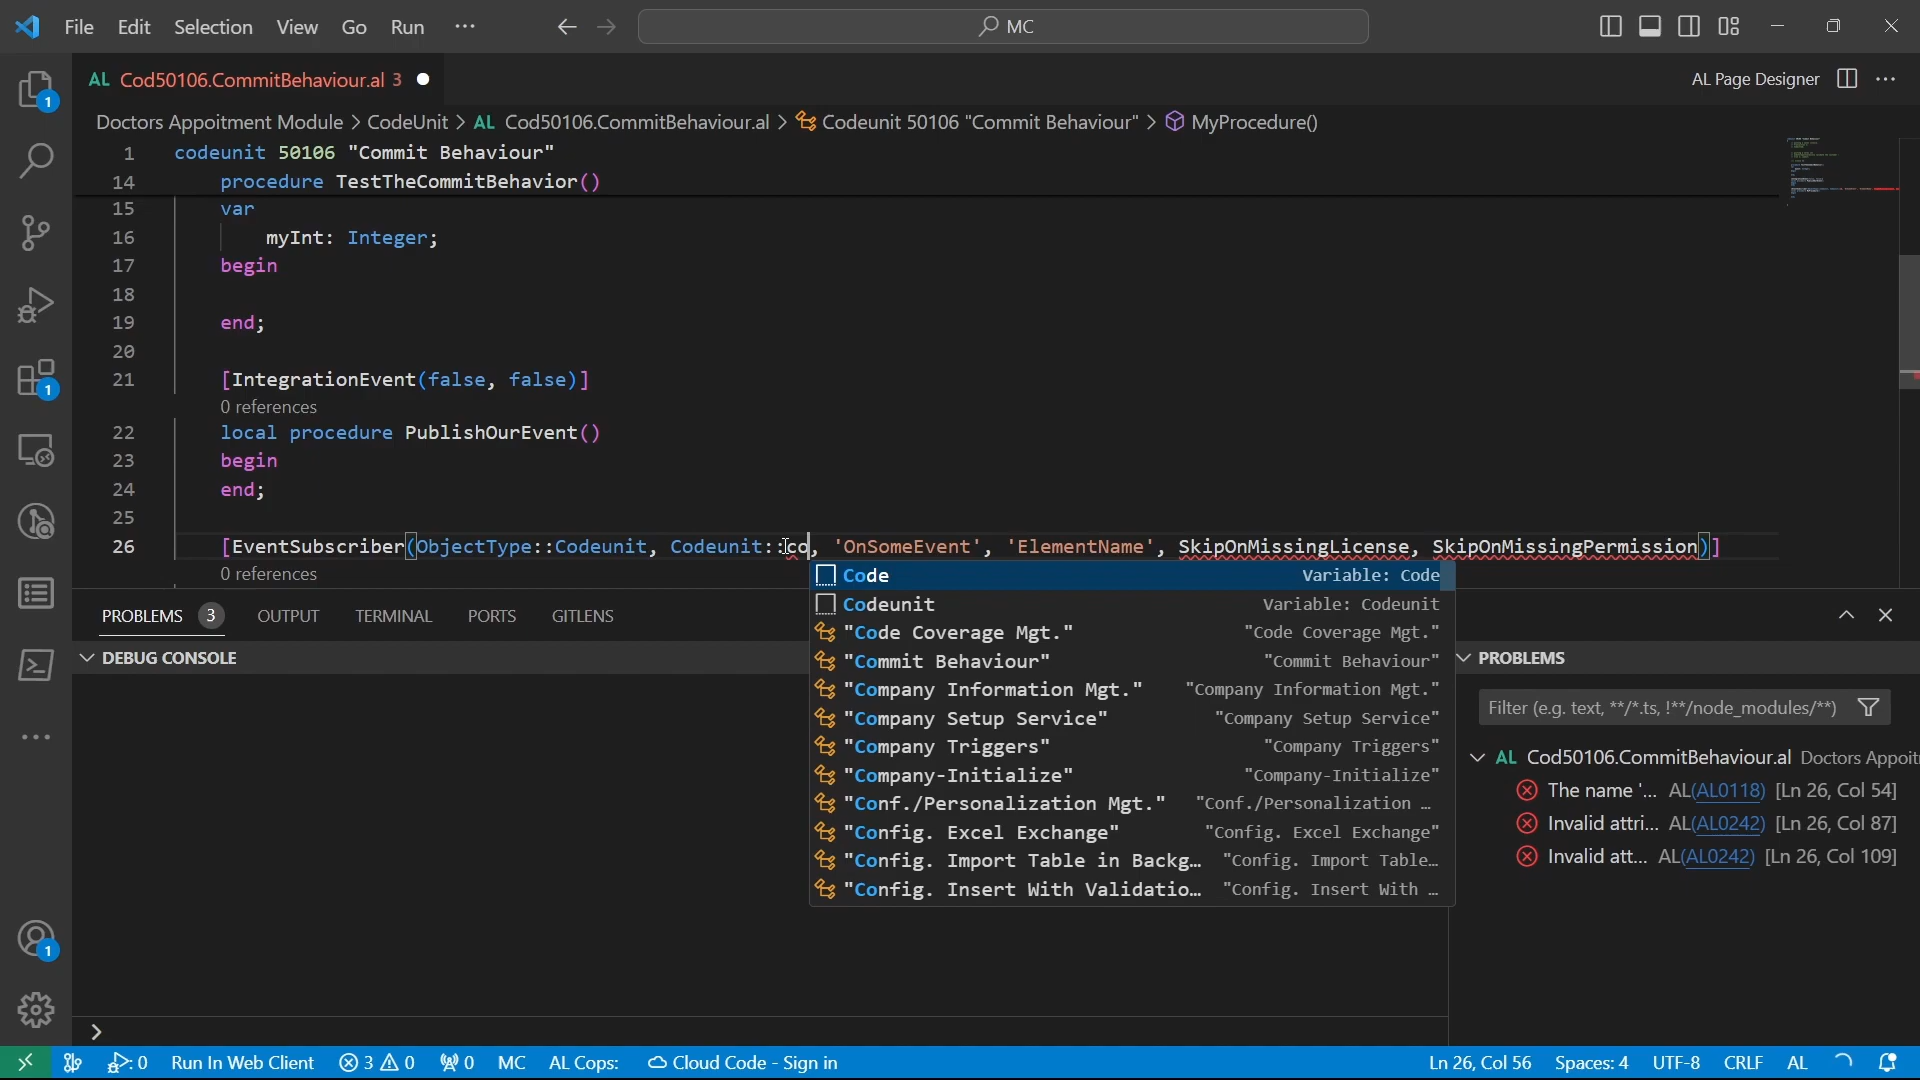 File Edit Selection View Go Run ··· MC
AL Cod50106.CommitBehaviour.al 3 AL Page Designer ···
Doctors Appoitment Module > CodeUnit > AL Cod50106.CommitBehaviour.al > Codeunit 50106 "Commit Behaviour" > MyProcedure()
1 codeunit 50106 "Commit Behaviour"
14 procedure TestTheCommitBehavior()
15 var
16 myInt: Integer;
17 begin
18
19 end;
20
21 [IntegrationEvent(false, false)]
0 references
22 local procedure PublishOurEvent()
23 begin
24 end;
25
26 [EventSubscriber(ObjectType::Codeunit, Codeunit::co, 'OnSomeEvent', 'ElementName', SkipOnMissingLicense, SkipOnMissingPermission)]
0 references
Code Variable: Code
Codeunit Variable: Codeunit
"Code Coverage Mgt." "Code Coverage Mgt."
"Commit Behaviour" "Commit Behaviour"
"Company Information Mgt." "Company Information Mgt."
"Company Setup Service" "Company Setup Service"
"Company Triggers" "Company Triggers"
"Company-Initialize" "Company-Initialize"
"Conf./Personalization Mgt." "Conf./Personalization …
"Config. Excel Exchange" "Config. Excel Exchange"
"Config. Import Table in Backg… "Config. Import Table…
"Config. Insert With Validatio… "Config. Insert With …
PROBLEMS 3 OUTPUT TERMINAL PORTS GITLENS
DEBUG CONSOLE
PROBLEMS
Filter (e.g. text, **/*.ts, !**/node_modules/**)
AL Cod50106.CommitBehaviour.al Doctors Appoit
The name '... AL(AL0118) [Ln 26, Col 54]
Invalid attri... AL(AL0242) [Ln 26, Col 87]
Invalid att... AL(AL0242) [Ln 26, Col 109]
1
1
1
0 Run In Web Client 3 0 0 MC AL Cops: Cloud Code - Sign in Ln 26, Col 56 Spaces: 4 UTF-8 CRLF AL